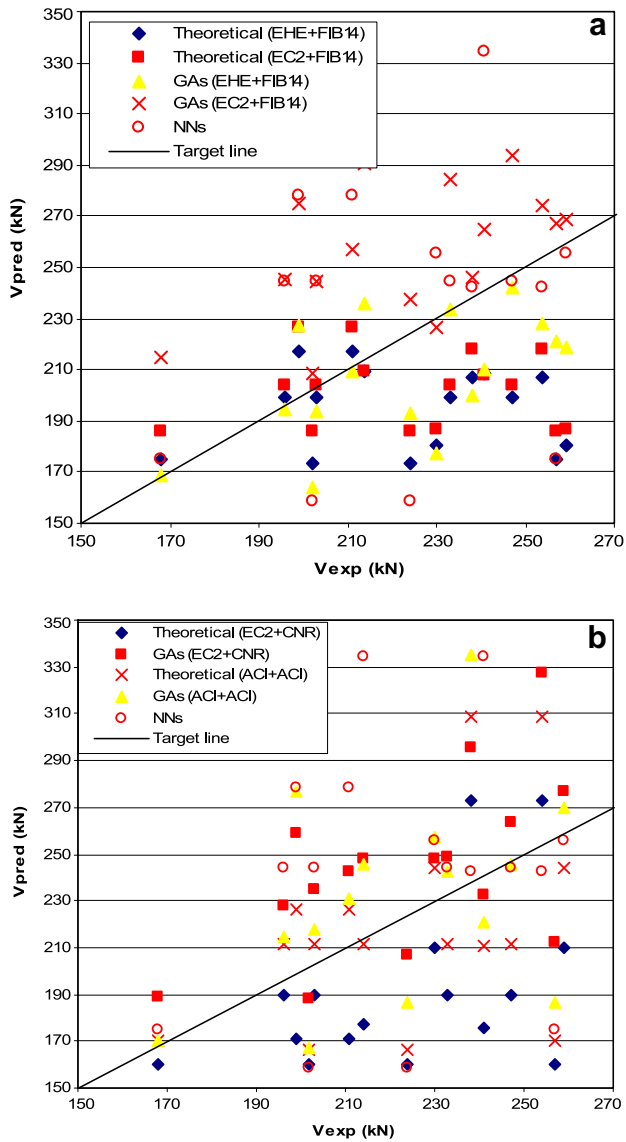 a
350
330
310
290
270
250
230
210
190
170
150
Vpred (kN)
Theoretical (EHE+FIB14)
Theoretical (EC2+FIB14)
GAs (EHE+FIB14)
GAs (EC2+FIB14)
NNs
Target line
150 170 190 210 230 250 270
Vexp (kN)
b
350
330
310
290
270
250
230
210
190
170
150
Vpred (kN)
Theoretical (EC2+CNR)
GAs (EC2+CNR)
Theoretical (ACI+ACI)
GAs (ACI+ACI)
NNs
Target line
150 170 190 210 230 250 270
Vexp (kN)